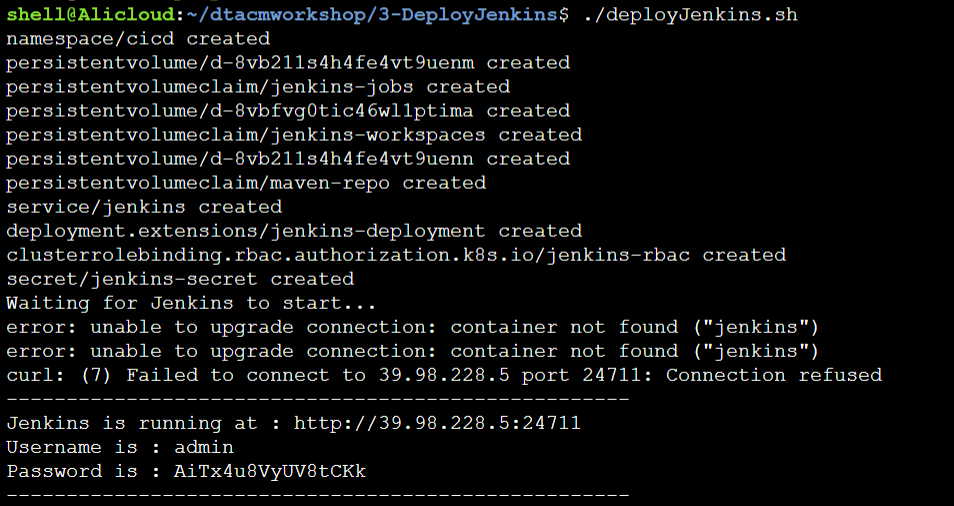 shell@Alicloud:~/dtacmworkshop/3-DeployJenkins$ ./deployJenkins.sh
namespace/cicd created
persistentvolume/d-8vb211s4h4fe4vt9uenm created
persistentvolumeclaim/jenkins-jobs created
persistentvolume/d-8vbfvg0tic46wl1ptima created
persistentvolumeclaim/jenkins-workspaces created
persistentvolume/d-8vb211s4h4fe4vt9uenn created
persistentvolumeclaim/maven-repo created
service/jenkins created
deployment.extensions/jenkins-deployment created
clusterrolebinding.rbac.authorization.k8s.io/jenkins-rbac created
secret/jenkins-secret created
Waiting for Jenkins to start...
error: unable to upgrade connection: container not found ("jenkins")
error: unable to upgrade connection: container not found ("jenkins")
curl: (7) Failed to connect to 39.98.228.5 port 24711: Connection refused
----------------------------------------------------
Jenkins is running at : http://39.98.228.5:24711
Username is : admin
Password is : AiTx4u8VyUV8tCKk
----------------------------------------------------